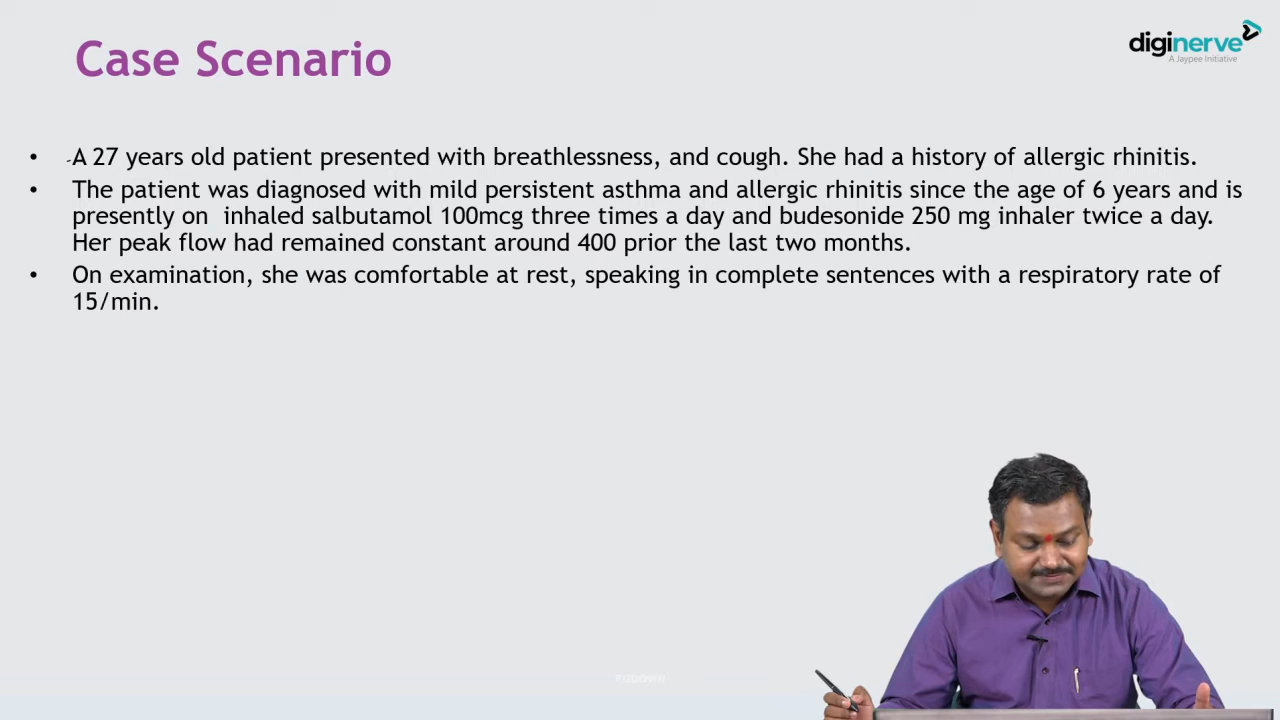 Case Scenario
diginerve
A Jaypee Initiative
• A 27 years old patient presented with breathlessness, and cough. She had a history of allergic rhinitis.
• The patient was diagnosed with mild persistent asthma and allergic rhinitis since the age of 6 years and is
presently on inhaled salbutamol 100mcg three times a day and budesonide 250 mg inhaler twice a day.
Her peak flow had remained constant around 400 prior the last two months.
• On examination, she was comfortable at rest, speaking in complete sentences with a respiratory rate of
15/min.